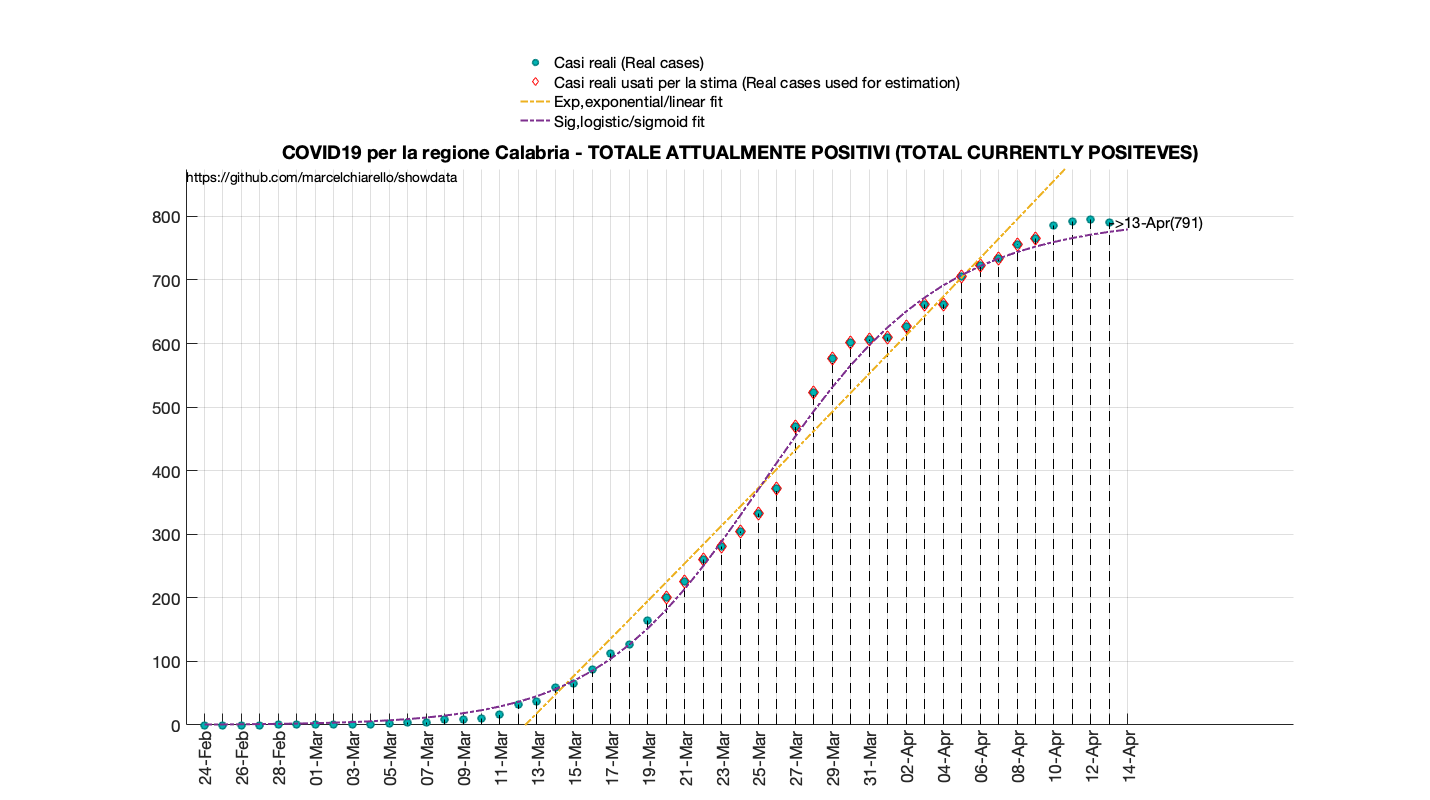 Casi reali (Real cases)
Casi reali usati per la stima (Real cases used for estimation)
Exp,exponential/linear fit
Sig,logistic/sigmoid fit
COVID19 per la regione Calabria - TOTALE ATTUALMENTE POSITIVI (TOTAL CURRENTLY POSITEVES)
https://github.com/marcelchiarello/showdata
800
>13-Apr(791)
700
600
500
400
300
200
100
0
24-Feb
26-Feb
28-Feb
01-Mar
03-Mar
05-Mar
07-Mar
09-Mar
11-Mar
13-Mar
15-Mar
17-Mar
19-Mar
21-Mar
23-Mar
25-Mar
27-Mar
29-Mar
31-Mar
02-Apr
04-Apr
06-Apr
08-Apr
10-Apr
12-Apr
14-Apr